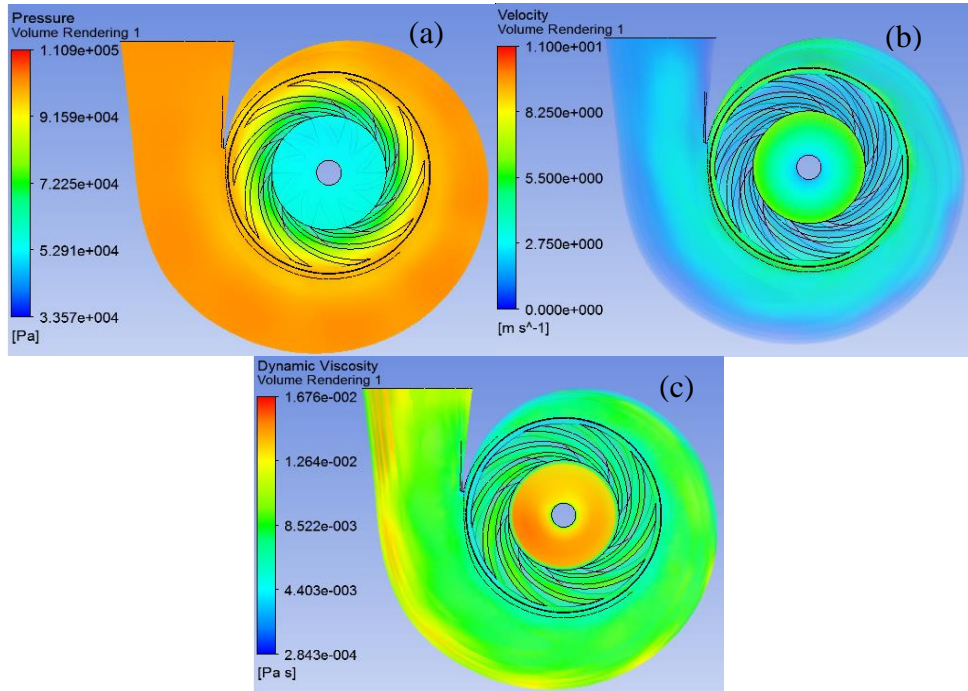 Pressure
Volume Rendering 1
1.109e+005
9.159e+004
7.225e+004
5.291e+004
3.357e+004
[Pa]
(a)
Velocity
Volume Rendering 1
1.100e+001
8.250e+000
5.500e+000
2.750e+000
0.000e+000
[m s^-1]
(b)
Dynamic Viscosity
Volume Rendering 1
1.676e-002
1.264e-002
8.522e-003
4.403e-003
2.843e-004
[Pa s]
(c)